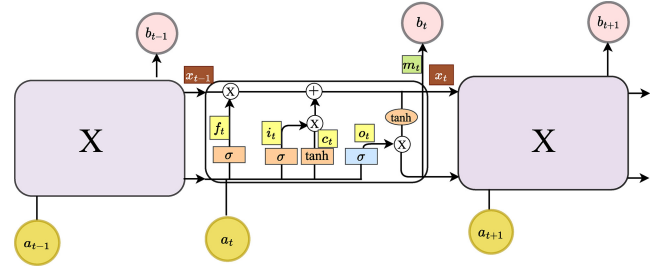 b_{t-1}
b_t
b_{t+1}
x_{t-1}
m_t
x_t
X
+
f_t
i_t
X
c_t
o_t
tanh
X
σ
σ
tanh
σ
X
X
X
a_{t-1}
a_t
a_{t+1}